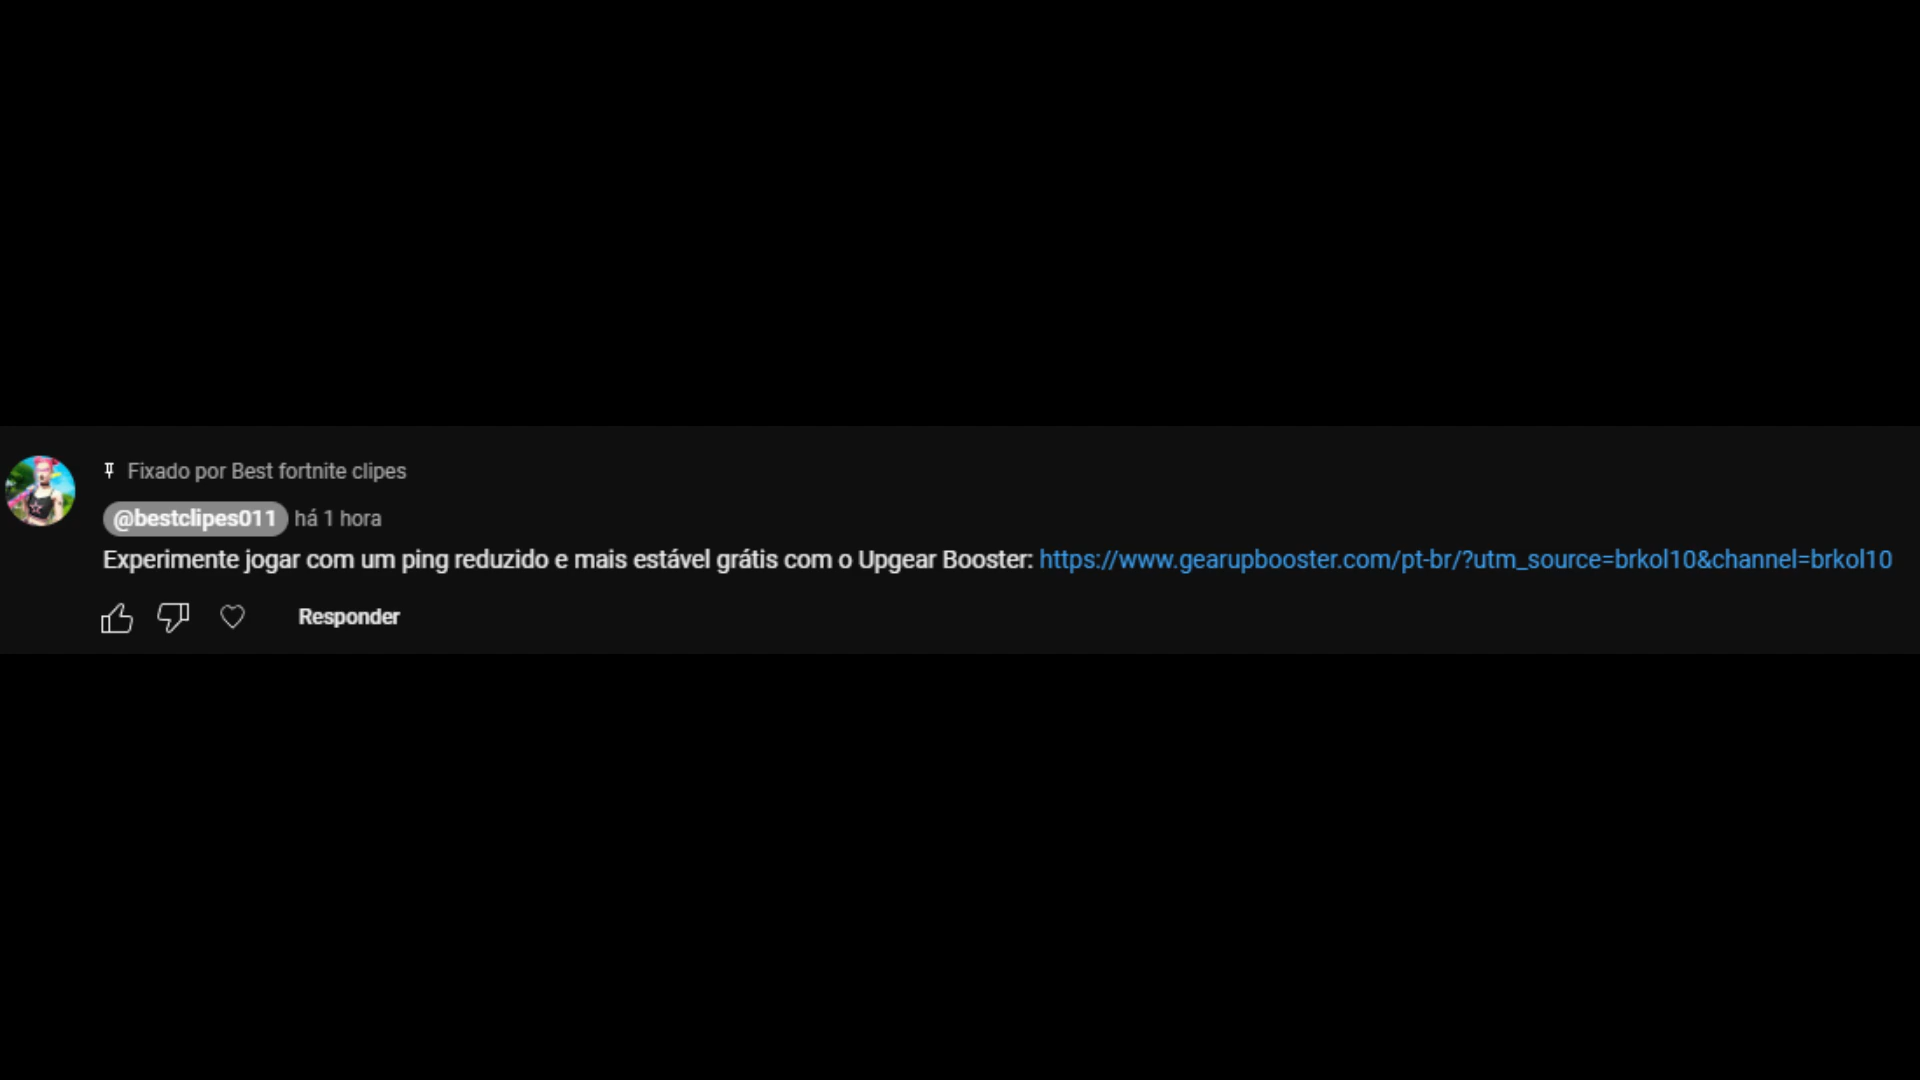 Fixado por Best fortnite clipes
@bestclipes011 há 1 hora
Experimente jogar com um ping reduzido e mais estável grátis com o Upgear Booster: https://www.gearupbooster.com/pt-br/?utm_source=brkol10&channel=brkol10
Responder